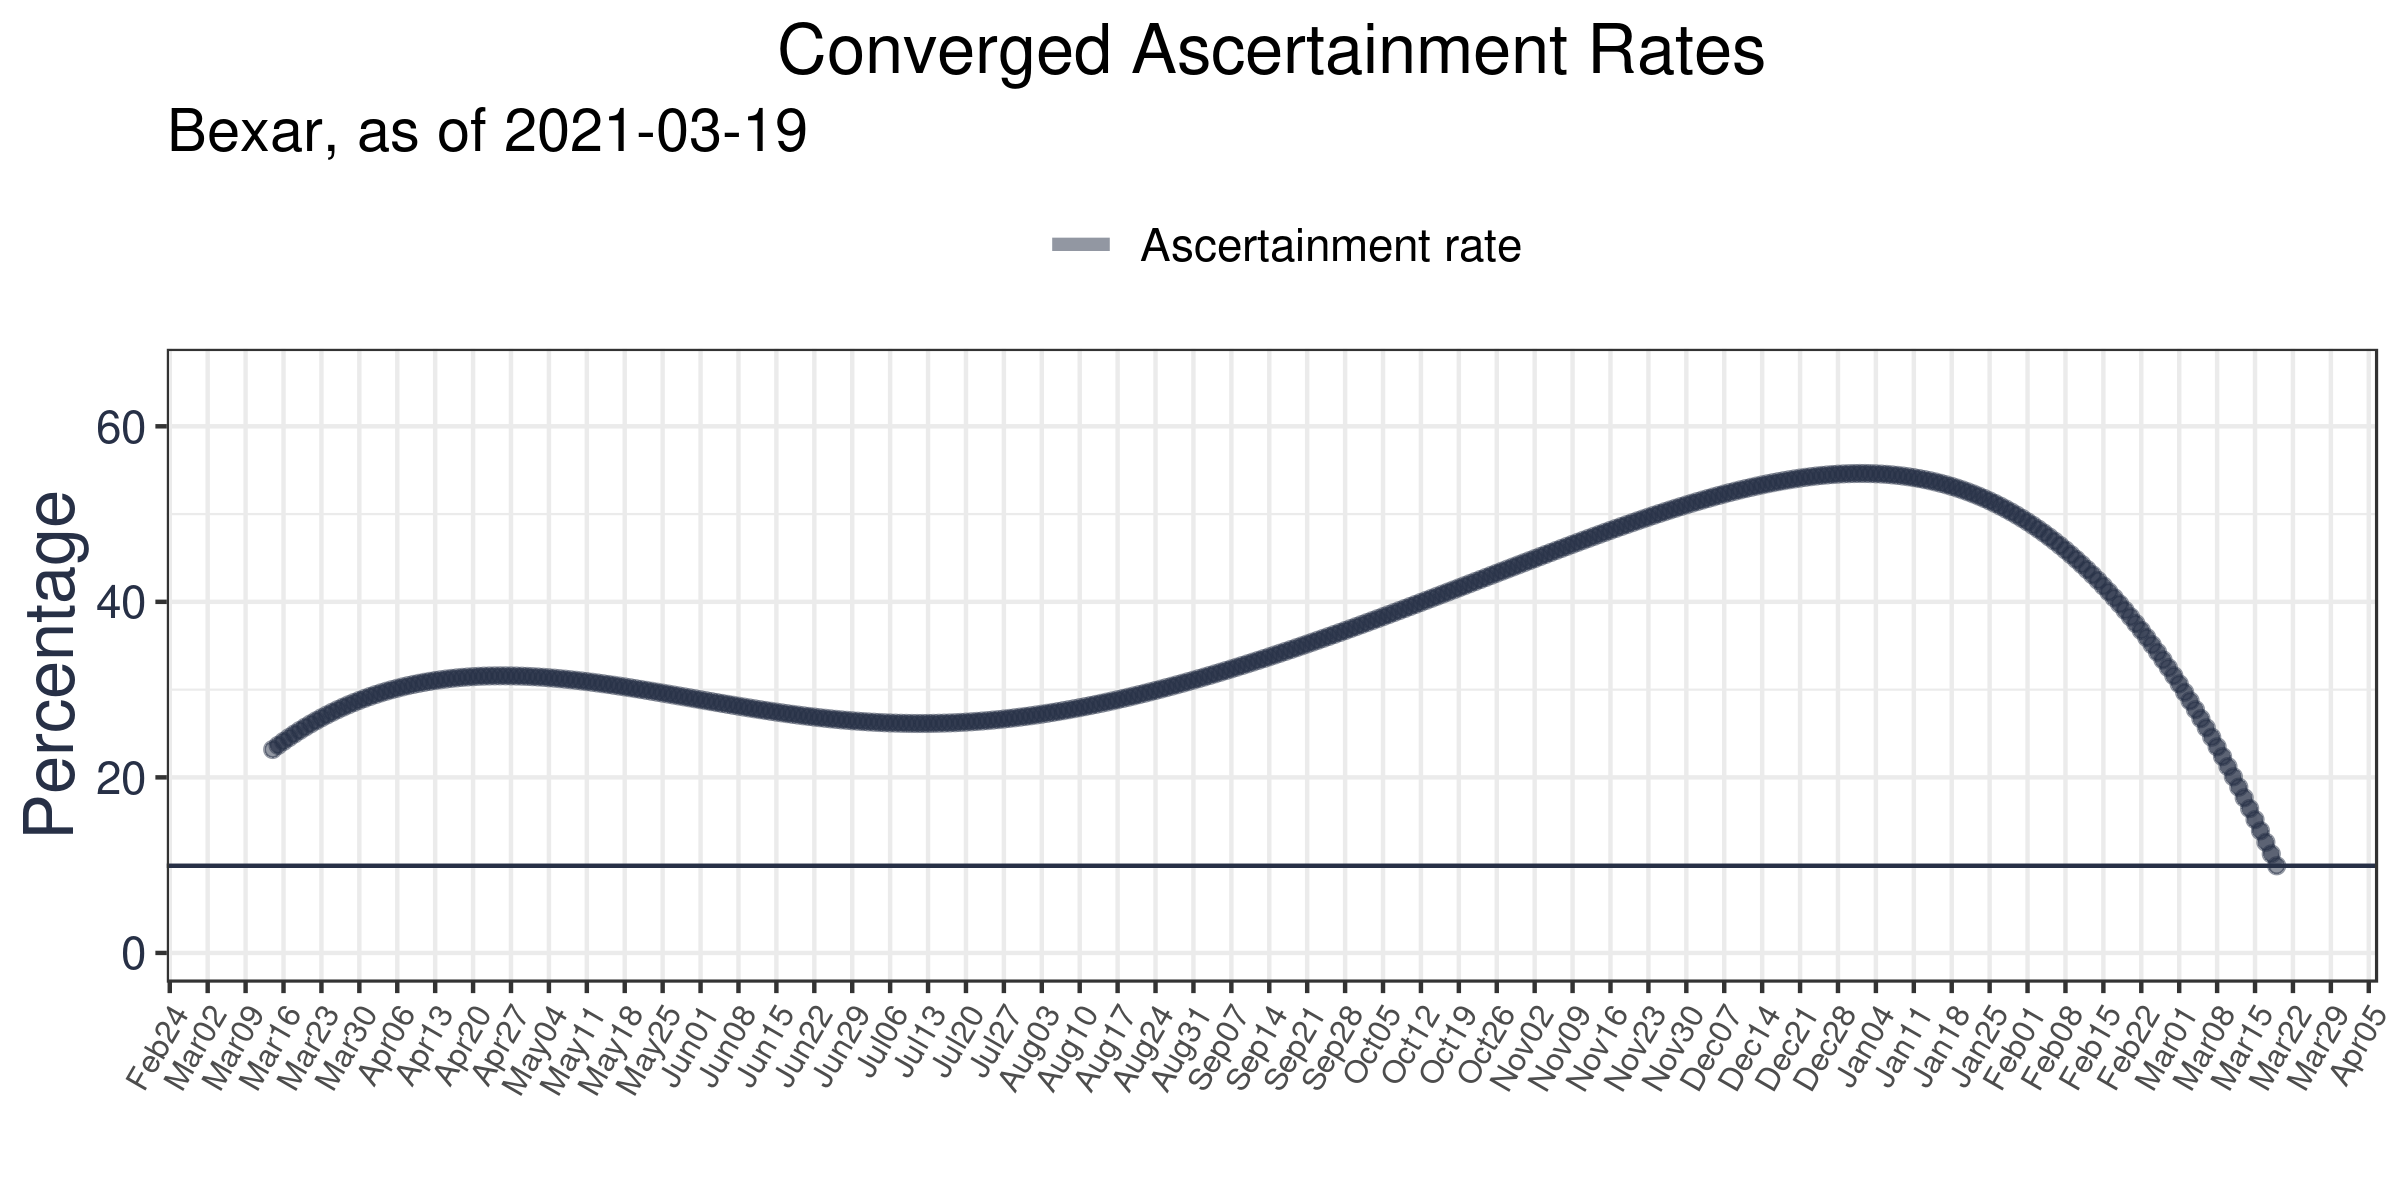 Converged Ascertainment Rates
Bexar, as of 2021-03-19
Ascertainment rate
Percentage
60
40
20
0
Feb24 Mar02 Mar09 Mar16 Mar23 Mar30 Apr06 Apr13 Apr20 Apr27 May04 May11 May18 May25 Jun01 Jun08 Jun15 Jun22 Jun29 Jul06 Jul13 Jul20 Jul27 Aug03 Aug10 Aug17 Aug24 Aug31 Sep07 Sep14 Sep21 Sep28 Oct05 Oct12 Oct19 Oct26 Nov02 Nov09 Nov16 Nov23 Nov30 Dec07 Dec14 Dec21 Dec28 Jan04 Jan11 Jan18 Jan25 Feb01 Feb08 Feb15 Feb22 Mar01 Mar08 Mar15 Mar22 Mar29 Apr05